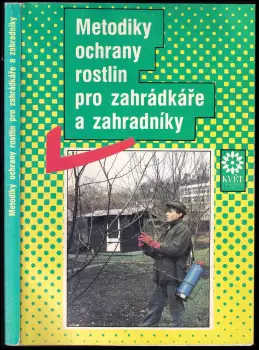 Metodiky ochrany rostlin pro zahrádkáře a zahradníky
Metodiky
ochrany
rostlin
pro zahrádkáře
a zahradníky
KVĚT